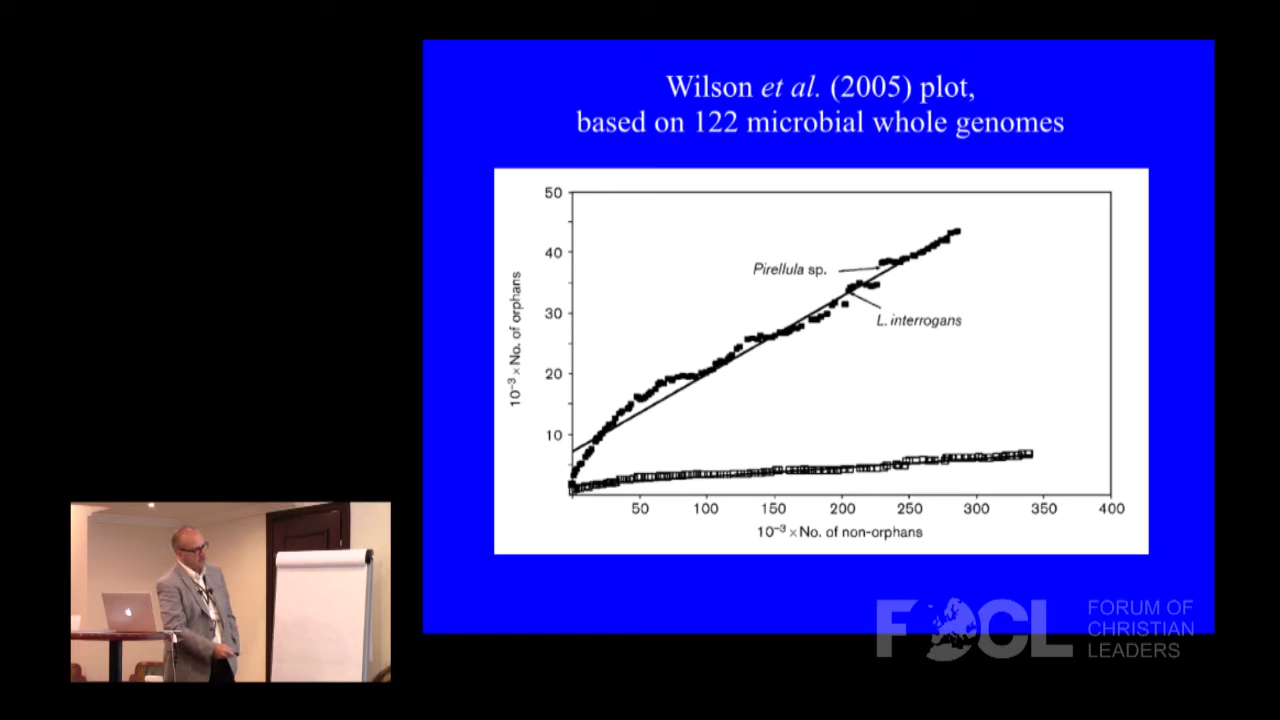 Wilson et al. (2005) plot,
based on 122 microbial whole genomes
50
40
30
20
10
10⁻³ × No. of orphans
Pirellula sp.
L. interrogans
50 100 150 200 250 300 350 400
10⁻³ × No. of non-orphans
FOCL
FORUM OF
CHRISTIAN
LEADERS